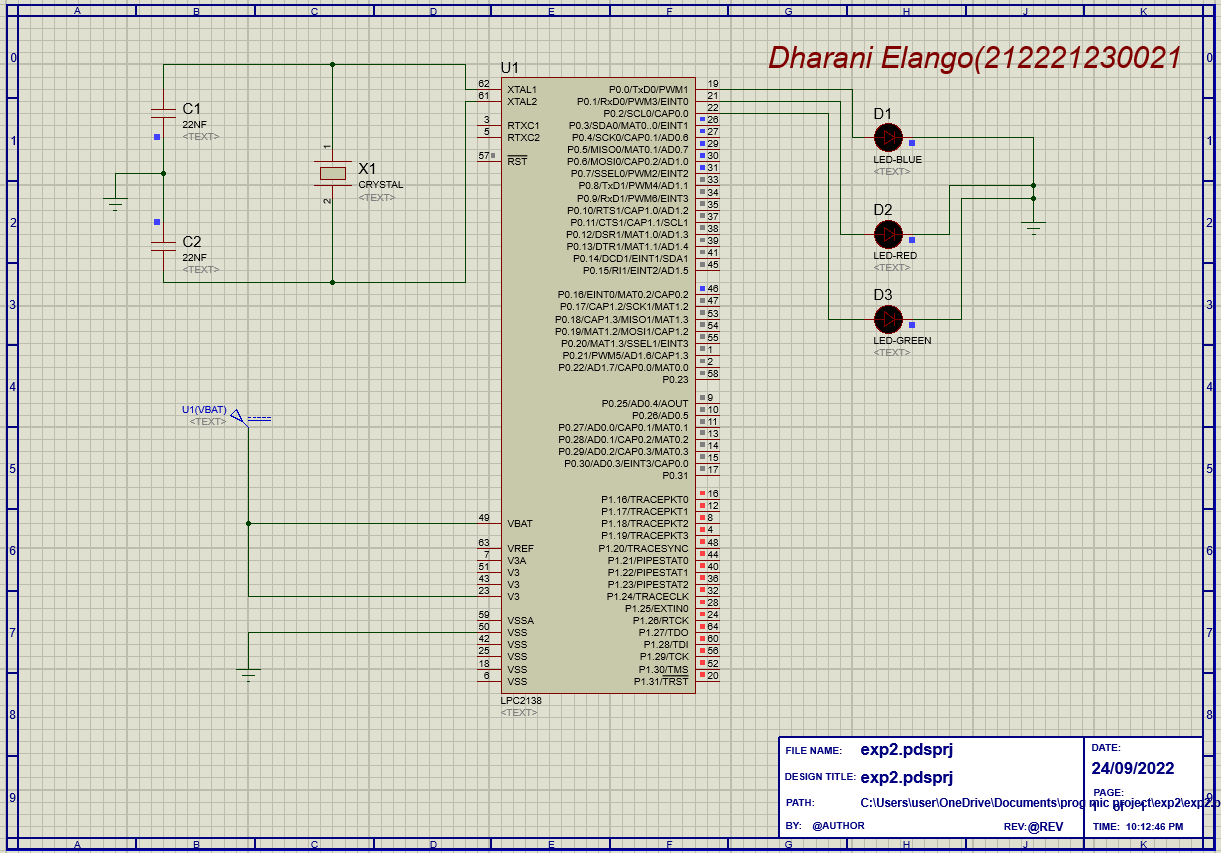 A B C D E F G H J K
Dharani Elango(212221230021
0 0
1 1
2 2
3 3
4 4
5 5
6 6
7 7
8 8
9 9
C1
22NF
<TEXT>
C2
22NF
<TEXT>
1
X1
CRYSTAL
<TEXT>
2
U1(VBAT)
<TEXT>
U1
62 XTAL1
61 XTAL2
3 RTXC1
5 RTXC2
57 RST
49 VBAT
63 VREF
7 V3A
51 V3
43 V3
23 V3
59 VSSA
50 VSS
42 VSS
25 VSS
18 VSS
6 VSS
P0.0/TxD0/PWM1 19
P0.1/RxD0/PWM3/EINT0 21
P0.2/SCL0/CAP0.0 22
P0.3/SDA0/MAT0..0/EINT1 26
P0.4/SCK0/CAP0.1/AD0.6 27
P0.5/MISO0/MAT0.1/AD0.7 29
P0.6/MOSI0/CAP0.2/AD1.0 30
P0.7/SSEL0/PWM2/EINT2 31
P0.8/TxD1/PWM4/AD1.1 33
P0.9/RxD1/PWM6/EINT3 34
P0.10/RTS1/CAP1.0/AD1.2 35
P0.11/CTS1/CAP1.1/SCL1 37
P0.12/DSR1/MAT1.0/AD1.3 38
P0.13/DTR1/MAT1.1/AD1.4 39
P0.14/DCD1/EINT1/SDA1 41
P0.15/RI1/EINT2/AD1.5 45
P0.16/EINT0/MAT0.2/CAP0.2 46
P0.17/CAP1.2/SCK1/MAT1.2 47
P0.18/CAP1.3/MISO1/MAT1.3 53
P0.19/MAT1.2/MOSI1/CAP1.2 54
P0.20/MAT1.3/SSEL1/EINT3 55
P0.21/PWM5/AD1.6/CAP1.3 1
P0.22/AD1.7/CAP0.0/MAT0.0 2
P0.23 58
P0.25/AD0.4/AOUT 9
P0.26/AD0.5 10
P0.27/AD0.0/CAP0.1/MAT0.1 11
P0.28/AD0.1/CAP0.2/MAT0.2 13
P0.29/AD0.2/CAP0.3/MAT0.3 14
P0.30/AD0.3/EINT3/CAP0.0 15
P0.31 17
P1.16/TRACEPKT0 16
P1.17/TRACEPKT1 12
P1.18/TRACEPKT2 8
P1.19/TRACEPKT3 4
P1.20/TRACESYNC 48
P1.21/PIPESTAT0 44
P1.22/PIPESTAT1 40
P1.23/PIPESTAT2 36
P1.24/TRACECLK 32
P1.25/EXTIN0 28
P1.26/RTCK 24
P1.27/TDO 64
P1.28/TDI 60
P1.29/TCK 56
P1.30/TMS 52
P1.31/TRST 20
LPC2138
<TEXT>
D1
LED-BLUE
<TEXT>
D2
LED-RED
<TEXT>
D3
LED-GREEN
<TEXT>
FILE NAME: exp2.pdsprj
DESIGN TITLE: exp2.pdsprj
PATH: C:\Users\user\OneDrive\Documents\prog mic project\exp2\exp2.p
BY: @AUTHOR REV:@REV
DATE:
24/09/2022
PAGE:
TIME: 10:12:46 PM
A B C D E F G H J K